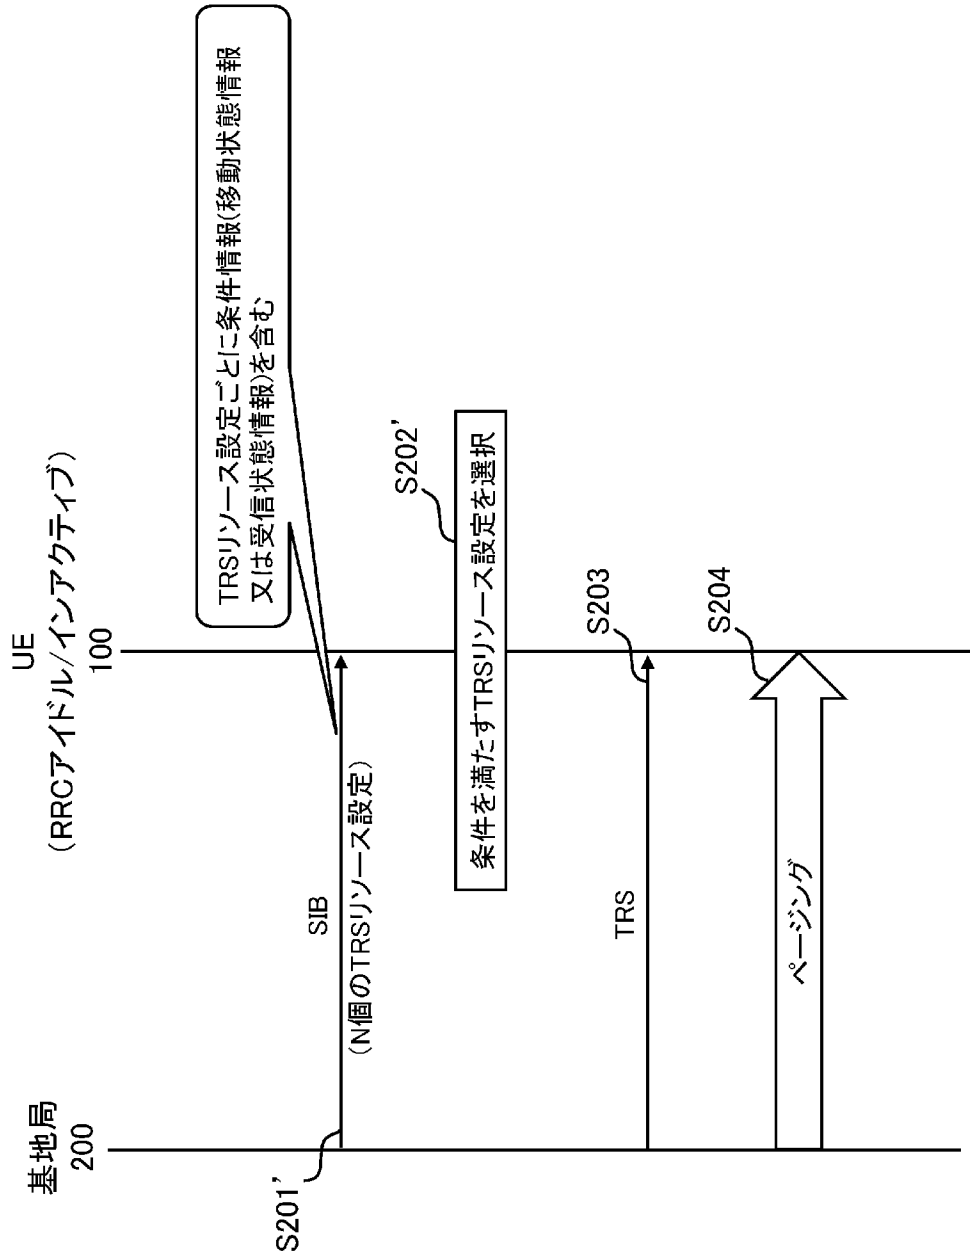 基地局
200
UE
(RRCアイドル/インアクティブ)
100
S201'
SIB
(N個のTRSリソース設定)
TRSリソース設定ごとに条件情報(移動状態情報
又は受信状態情報)を含む
S202'
条件を満たすTRSリソース設定を選択
TRS
S203
ページング
S204